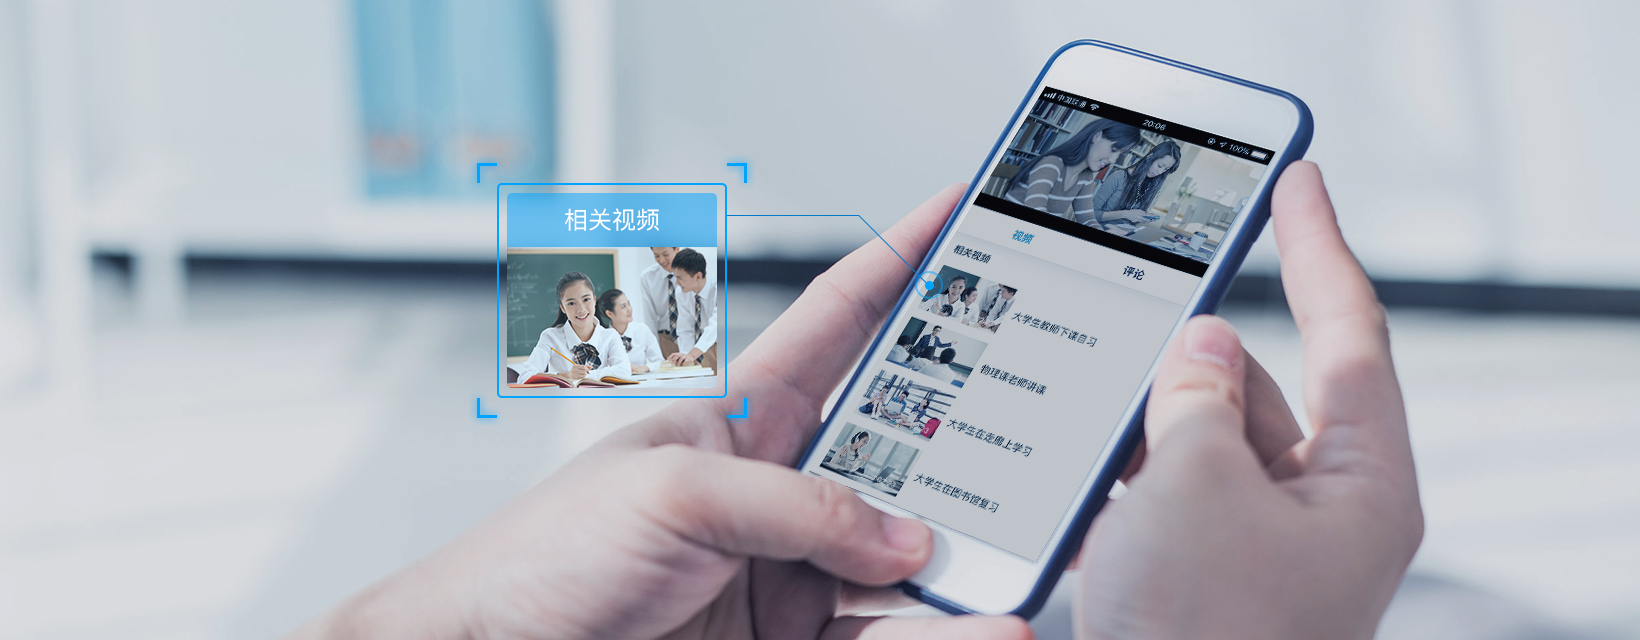 相关视频
中国联通
20:06
100%
视频
评论
相关视频
大学生教师下课自习
物理课老师讲课
大学生在走廊上学习
大学生在图书馆复习